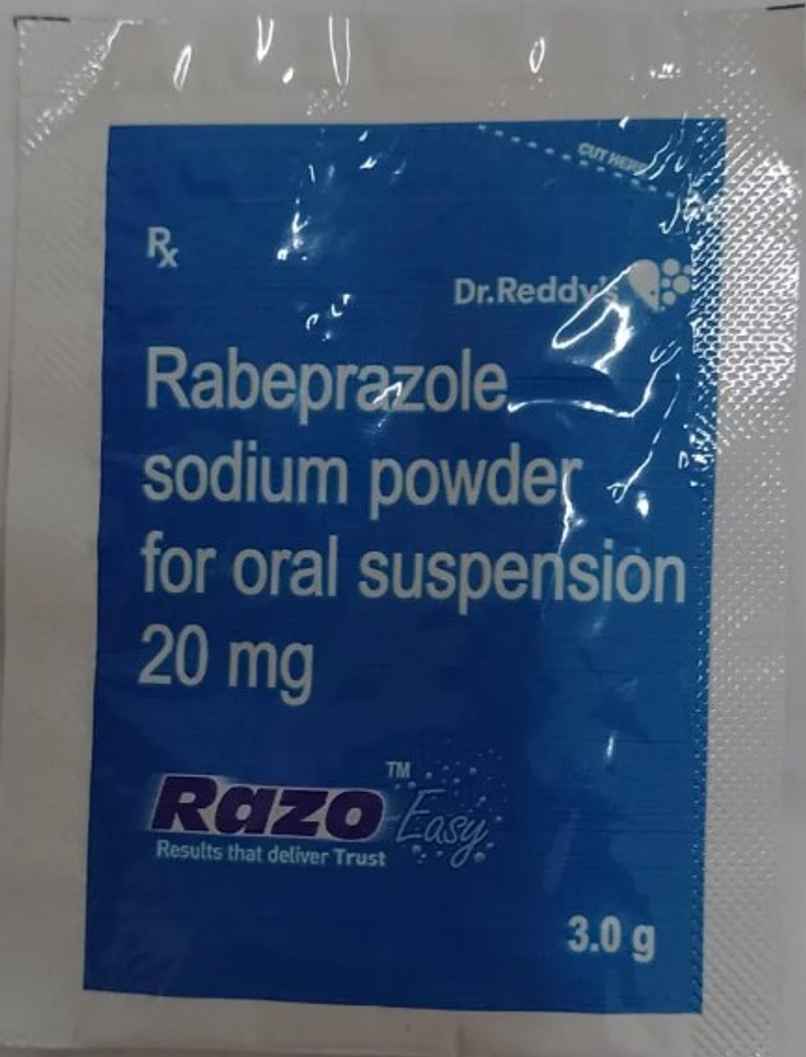 CUT HERE
Rx
Dr.Reddy's
Rabeprazole
sodium powder
for oral suspension
20 mg
Razo Easy™
Results that deliver Trust
3.0 g